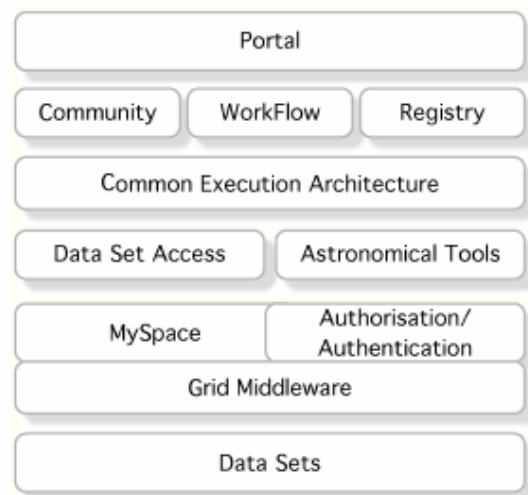 Portal
Community WorkFlow Registry
Common Execution Architecture
Data Set Access Astronomical Tools
MySpace
Authorisation/
Authentication
Grid Middleware
Data Sets